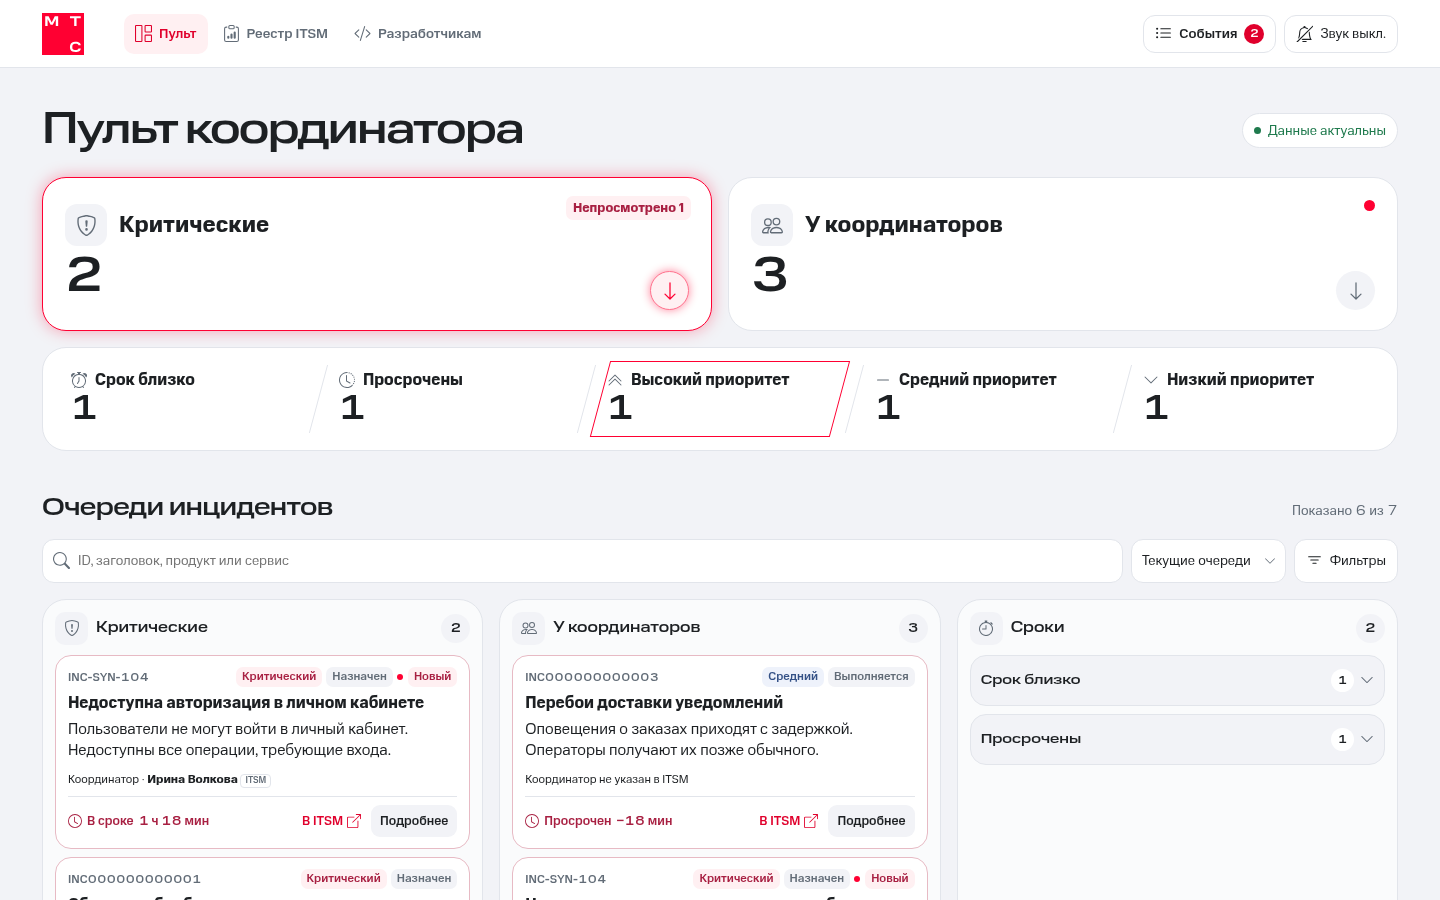 МТС
Пульт
Реестр ITSM
Разработчикам
События 2
Звук выкл.
Пульт координатора
Данные актуальны
Критические
Непросмотрено 1
2
У координаторов
3
Срок близко
1
Просрочены
1
Высокий приоритет
1
Средний приоритет
1
Низкий приоритет
1
Очереди инцидентов
Показано 6 из 7
ID, заголовок, продукт или сервис
Текущие очереди
Фильтры
Критические 2
INC-SYN-104 Критический Назначен Новый
Недоступна авторизация в личном кабинете
Пользователи не могут войти в личный кабинет.
Недоступны все операции, требующие входа.
Координатор · Ирина Волкова ITSM
В сроке 1 ч 18 мин В ITSM Подробнее
INC000000000001 Критический Назначен
У координаторов 3
INC000000000003 Средний Выполняется
Перебои доставки уведомлений
Оповещения о заказах приходят с задержкой.
Операторы получают их позже обычного.
Координатор не указан в ITSM
Просрочен −18 мин В ITSM Подробнее
INC-SYN-104 Критический Назначен Новый
Сроки 2
Срок близко 1
Просрочены 1